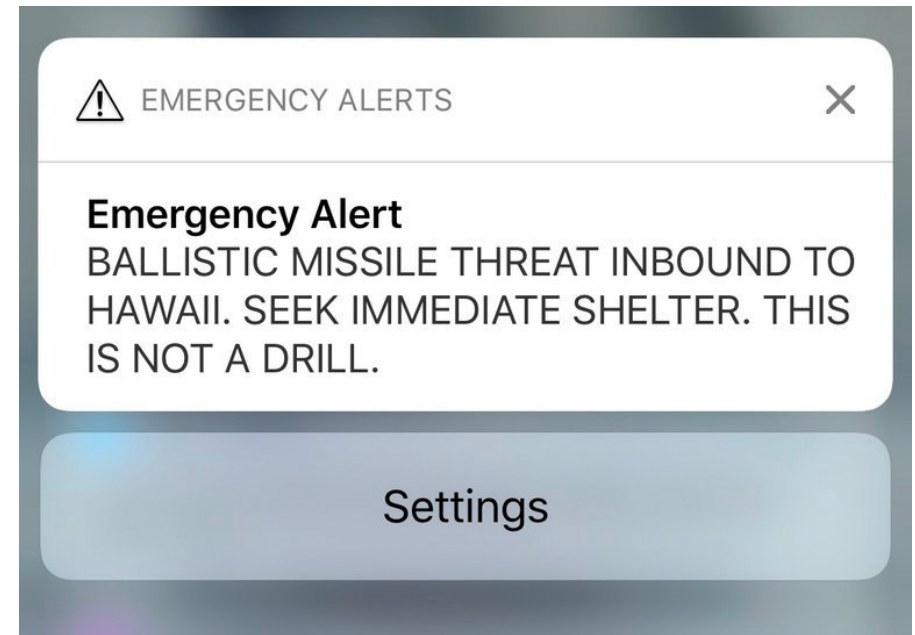 EMERGENCY ALERTS
Emergency Alert
BALLISTIC MISSILE THREAT INBOUND TO
HAWAII. SEEK IMMEDIATE SHELTER. THIS
IS NOT A DRILL.
Settings